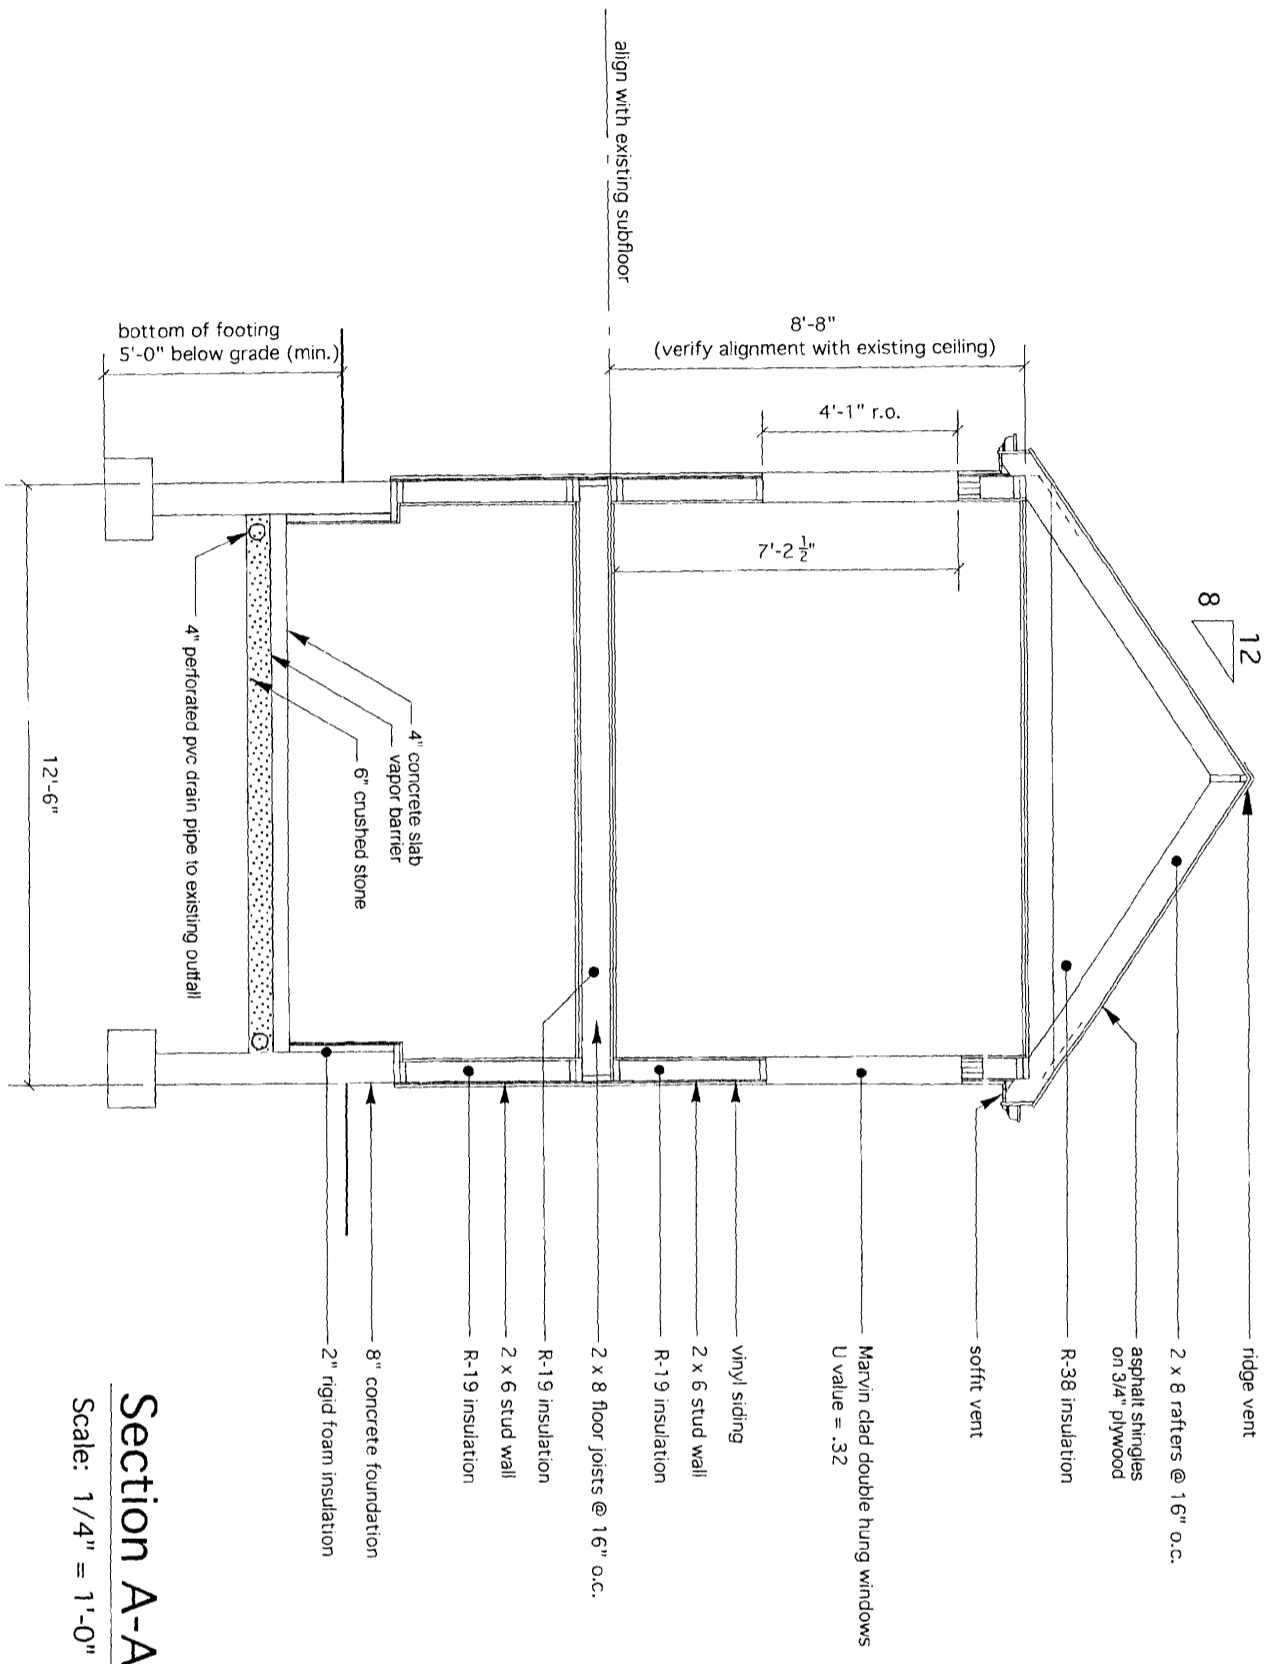 ridge vent
12
8
2 x 8 rafters @ 16" o.c.
asphalt shingles
on 3/4" plywood
R-38 insulation
soffit vent
8'-8"
(verify alignment with existing ceiling)
4'-1" r.o.
7'-2 1/2"
Marvin clad double hung windows
U value = .32
vinyl siding
2 x 6 stud wall
R-19 insulation
align with existing subfloor
2 x 8 floor joists @ 16" o.c.
R-19 insulation
2 x 6 stud wall
R-19 insulation
8" concrete foundation
2" rigid foam insulation
bottom of footing
5'-0" below grade (min.)
4" concrete slab
vapor barrier
6" crushed stone
4" perforated pvc drain pipe to existing outfall
12'-6"
Section A-A
Scale: 1/4" = 1'-0"